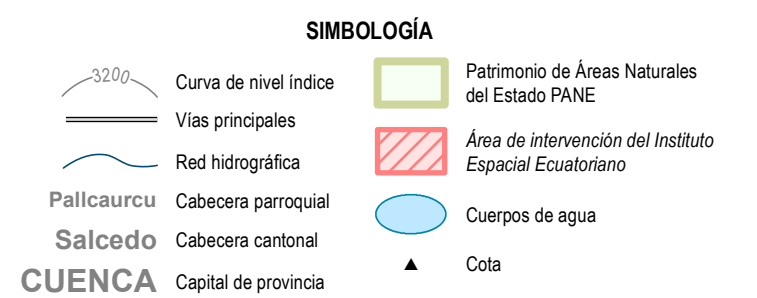 SIMBOLOGÍA
3200
Curva de nivel índice
Vías principales
Red hidrográfica
Pallcaurcu Cabecera parroquial
Salcedo Cabecera cantonal
CUENCA Capital de provincia
Patrimonio de Áreas Naturales
del Estado PANE
Área de intervención del Instituto
Espacial Ecuatoriano
Cuerpos de agua
Cota